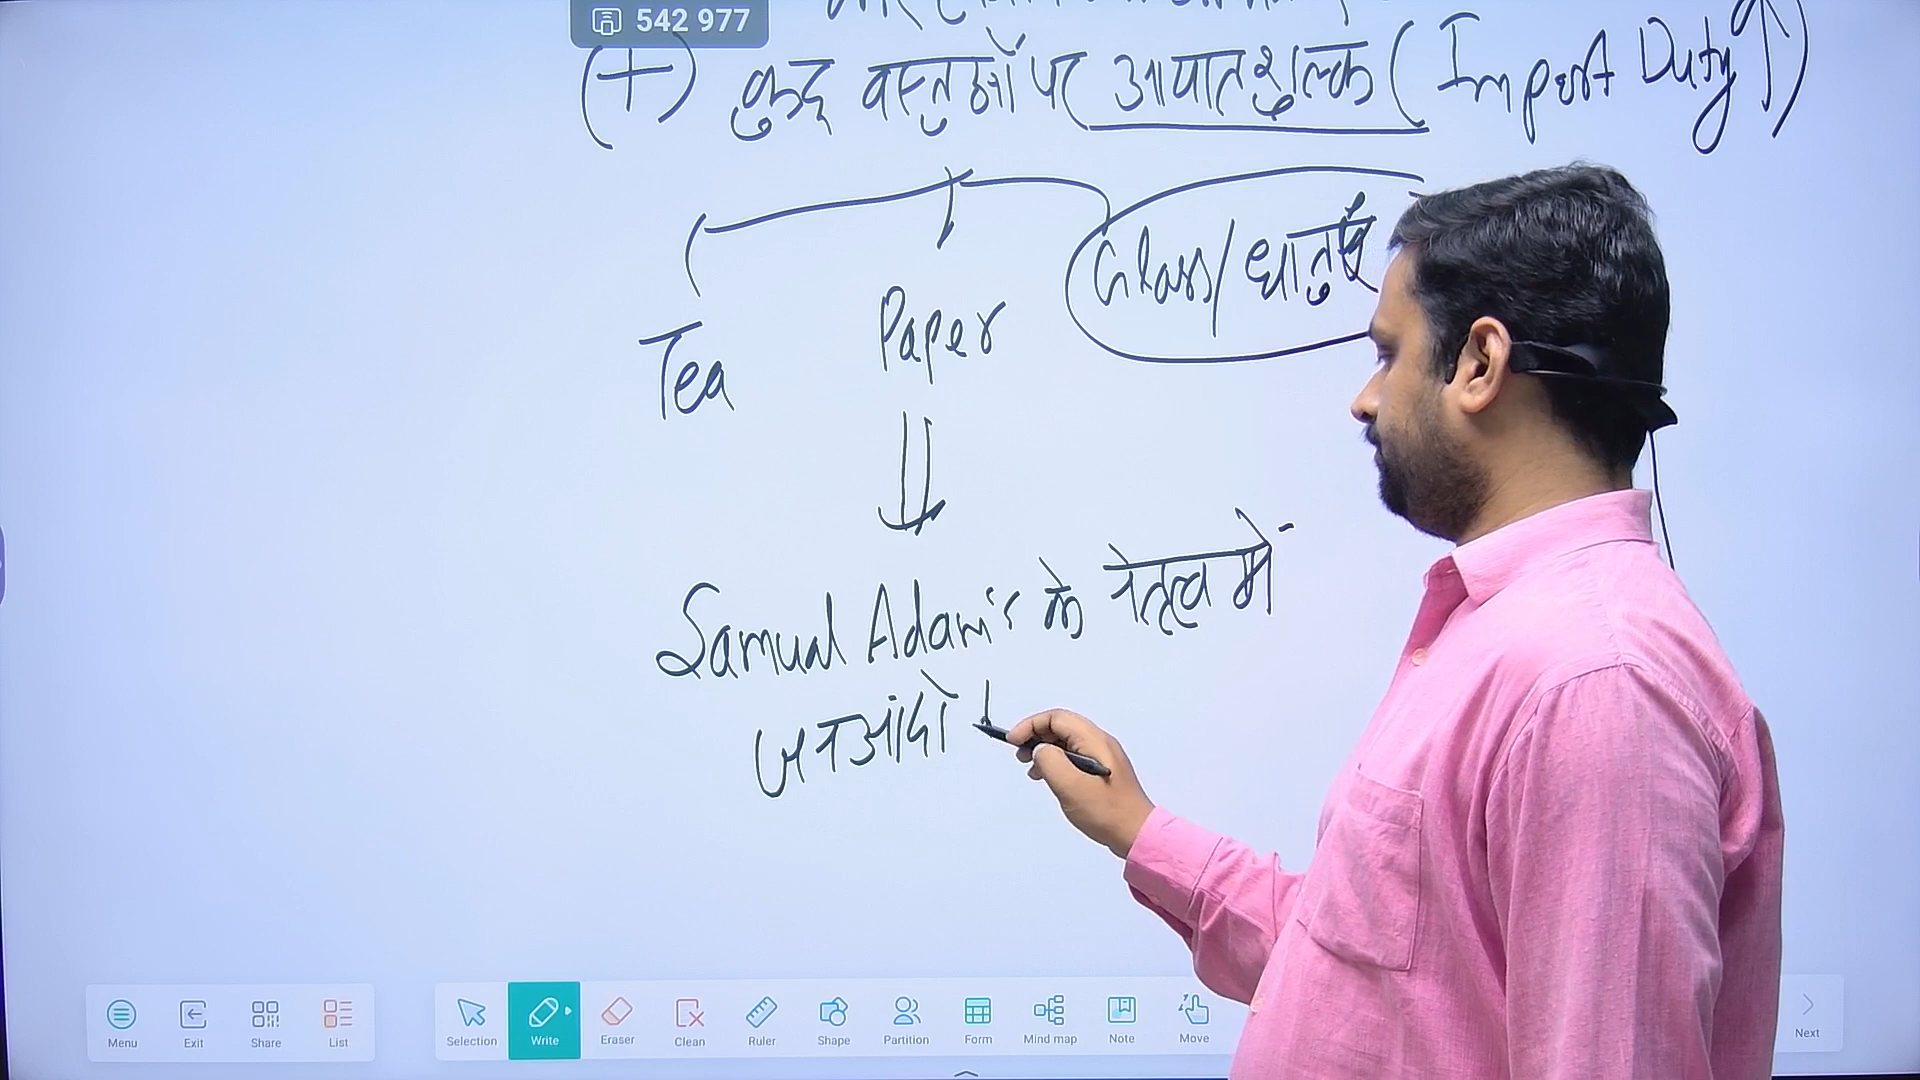 542 977
(+) कुछ वस्तुओं पर आयात शुल्क ( Import Duty ↑)
Tea Paper Glass/धातुएं
Samual Adam's के नेतृत्व में
जनआंदो
Menu Exit Share List Selection Write Eraser Clean Ruler Shape Partition Form Mind map Note Move Next